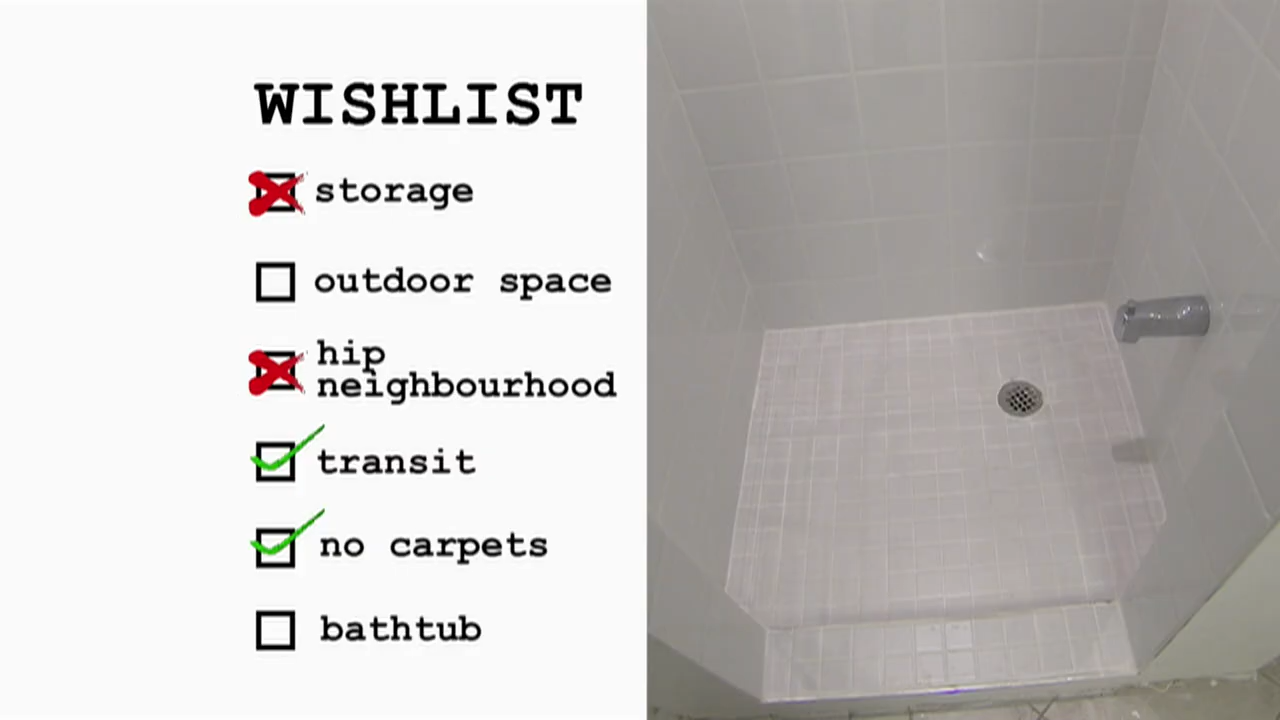 WISHLIST
storage
outdoor space
hip
neighbourhood
transit
no carpets
bathtub